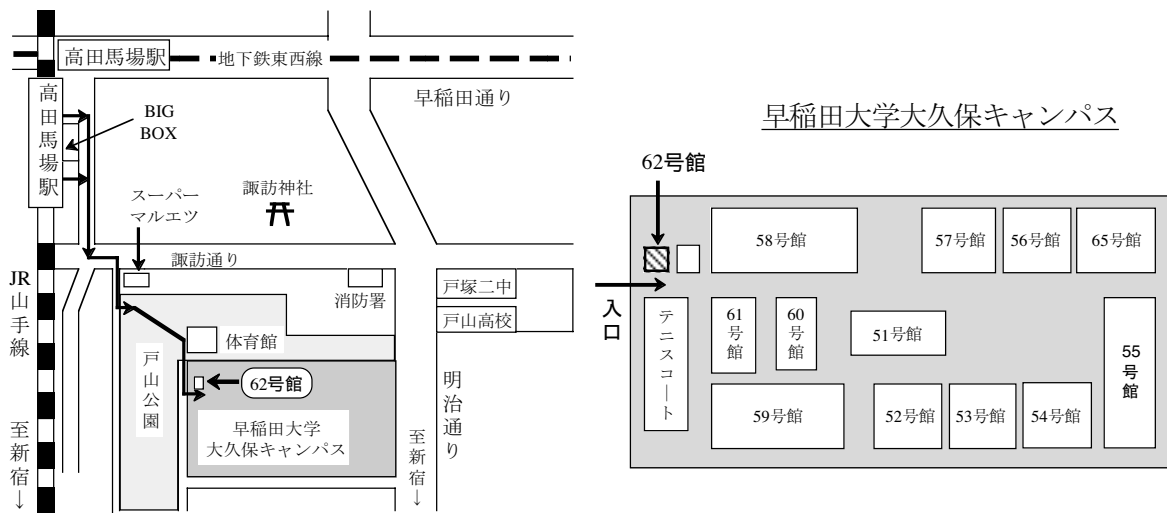 高田馬場駅
地下鉄東西線
早稲田通り
高田馬場駅
BIG
BOX
スーパー
マルエツ
諏訪神社
諏訪通り
消防署
戸塚二中
戸山高校
JR山手線
至新宿→
体育館
戸山公園
62号館
早稲田大学
大久保キャンパス
明治通り
至新宿→
早稲田大学大久保キャンパス
62号館
入口
58号館
57号館
56号館
65号館
テニスコート
61号館
60号館
51号館
55号館
59号館
52号館
53号館
54号館